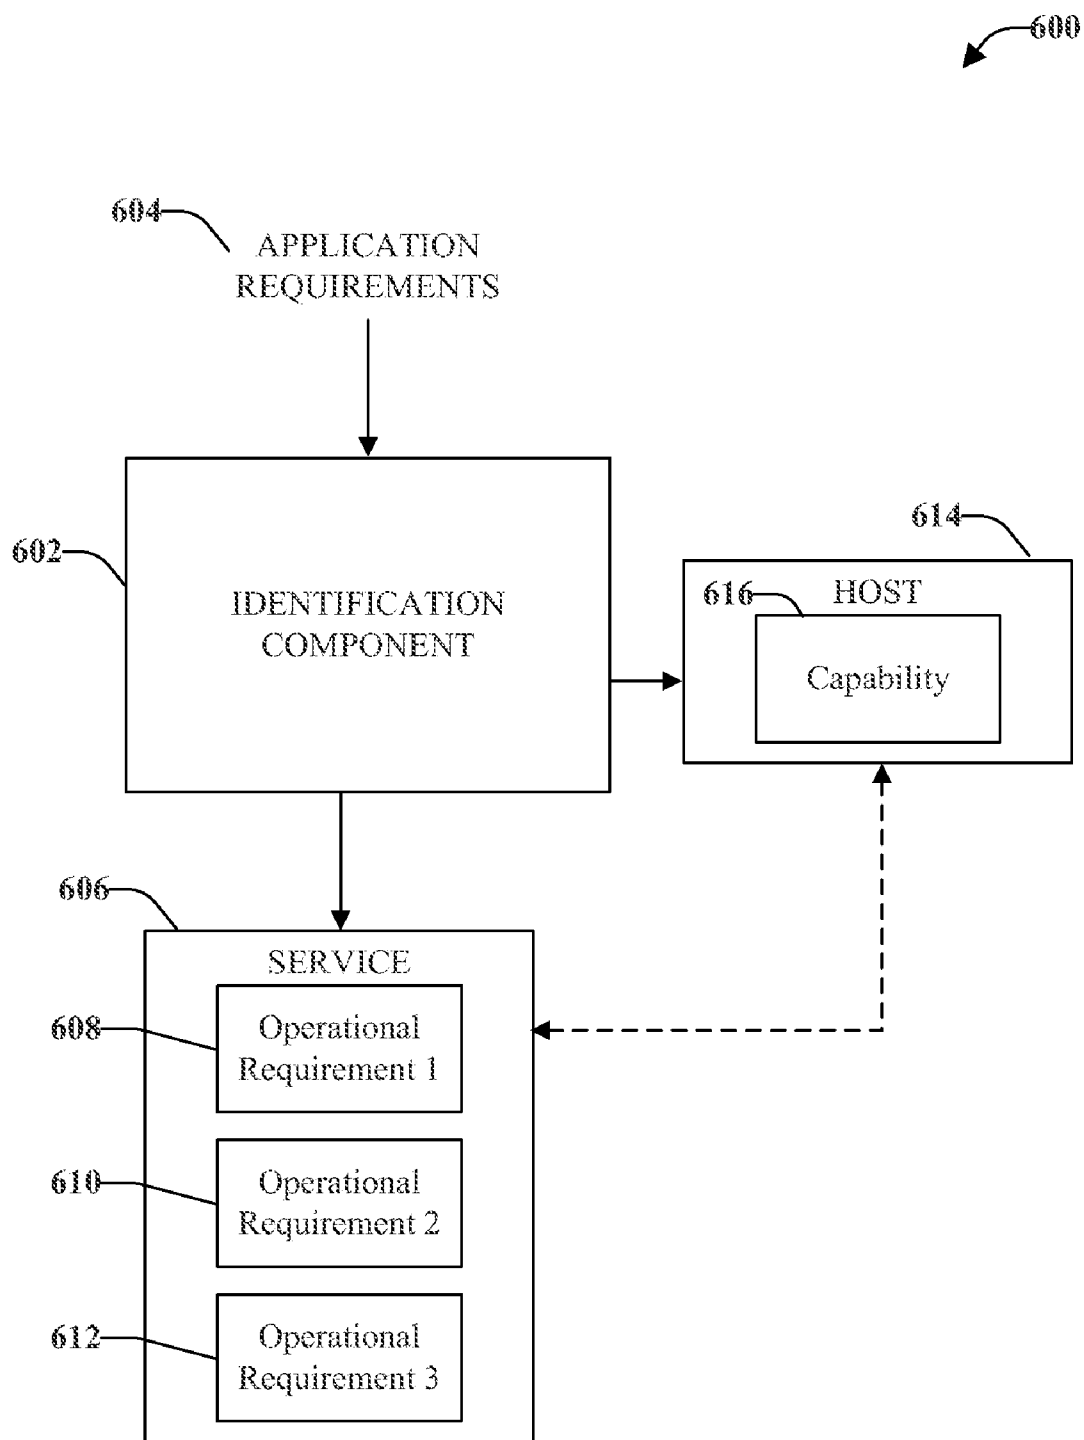 600
604
APPLICATION
REQUIREMENTS
602
IDENTIFICATION
COMPONENT
614
HOST
616
Capability
606
SERVICE
608
Operational
Requirement 1
610
Operational
Requirement 2
612
Operational
Requirement 3